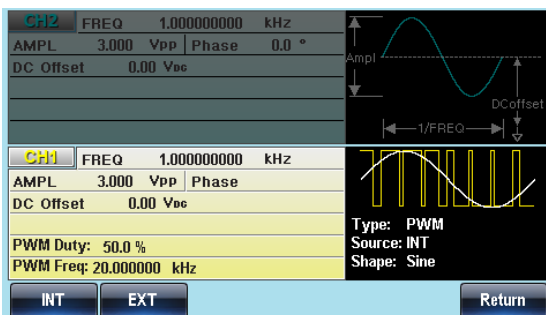 CH2 FREQ 1.000000000 kHz
AMPL 3.000 Vpp Phase 0.0 °
DC Offset 0.00 VDC
Ampl
DCoffset
1/FREQ
CH1 FREQ 1.000000000 kHz
AMPL 3.000 Vpp Phase
DC Offset 0.00 VDC
PWM Duty: 50.0 %
PWM Freq: 20.000000 kHz
Type: PWM
Source: INT
Shape: Sine
INT EXT Return